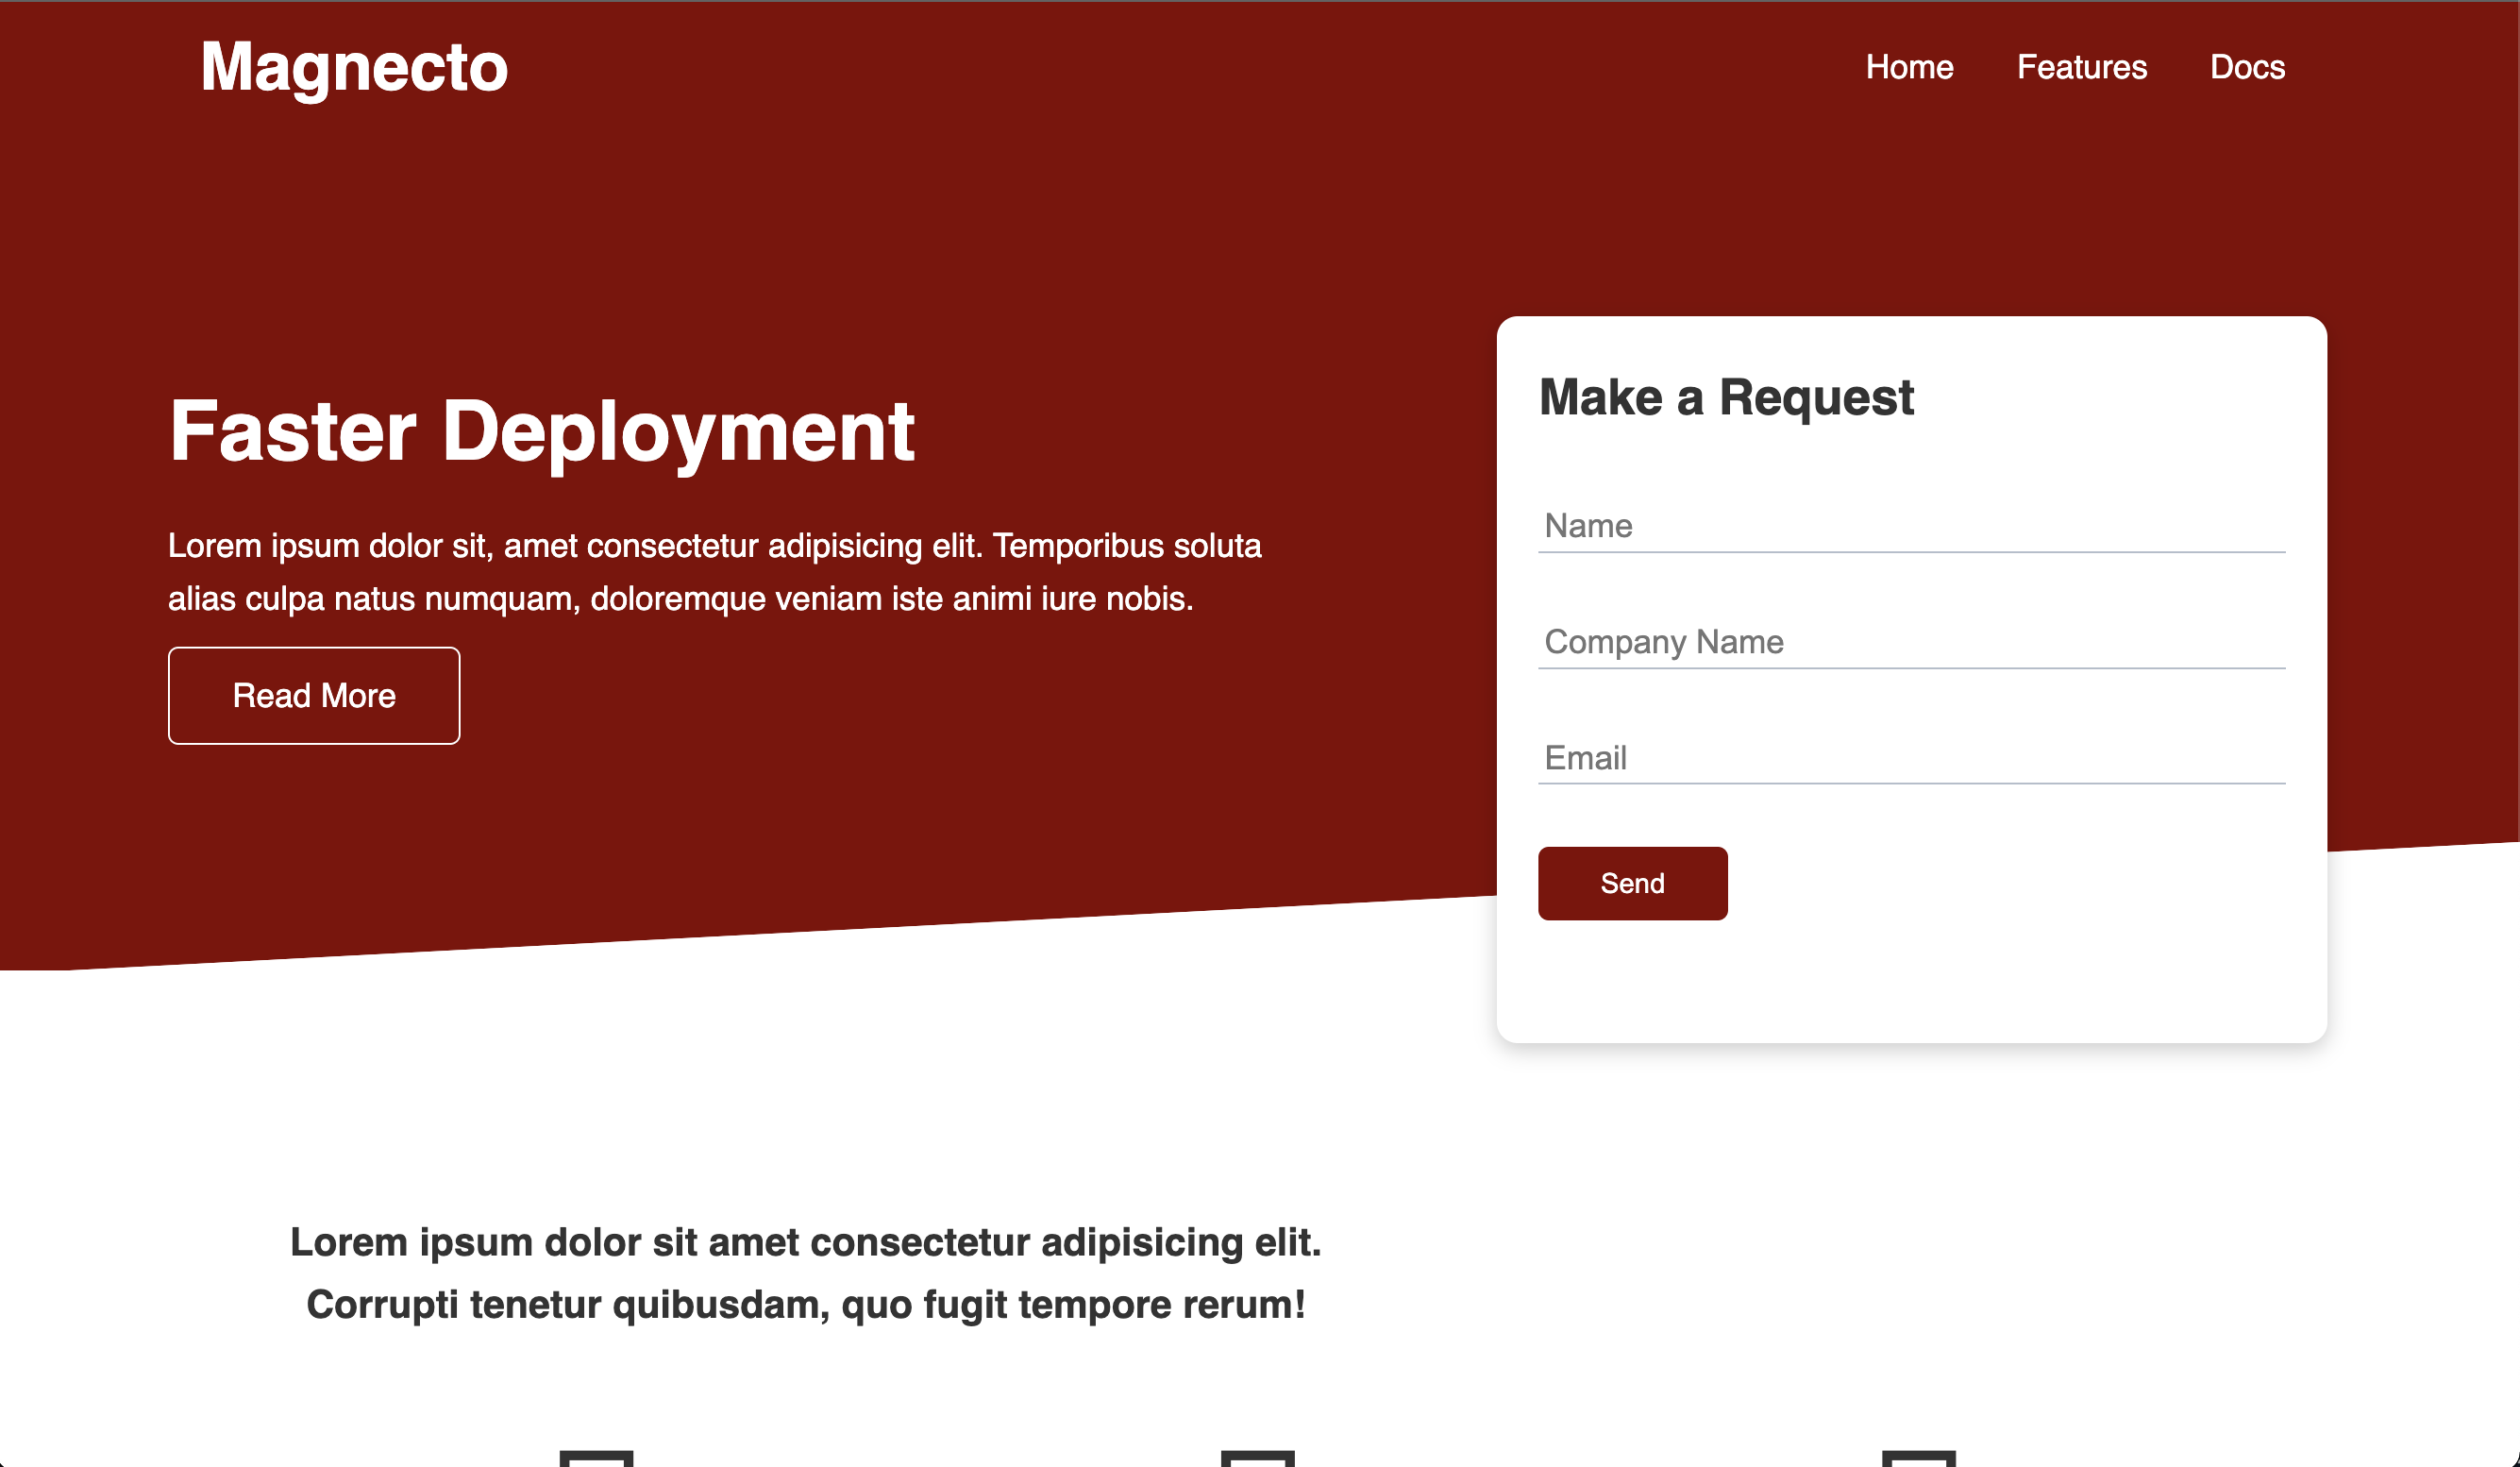 Magnecto
Home Features Docs
Faster Deployment
Lorem ipsum dolor sit, amet consectetur adipisicing elit. Temporibus soluta
alias culpa natus numquam, doloremque veniam iste animi iure nobis.
Read More
Make a Request
Name
Company Name
Email
Send
Lorem ipsum dolor sit amet consectetur adipisicing elit.
Corrupti tenetur quibusdam, quo fugit tempore rerum!